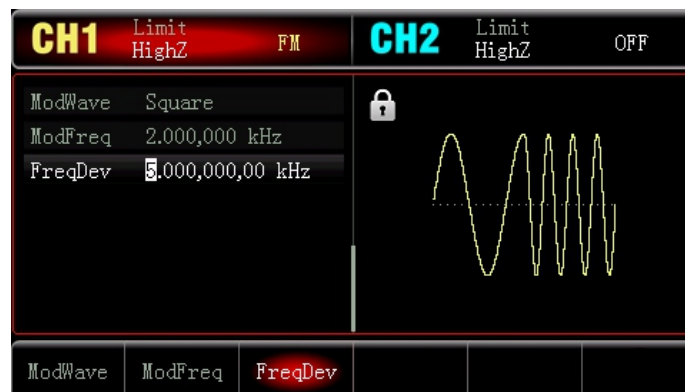 CH1 Limit HighZ FM
CH2 Limit HighZ OFF
ModWave Square
ModFreq 2.000,000 kHz
FreqDev 5.000,000,00 kHz
ModWave ModFreq FreqDev